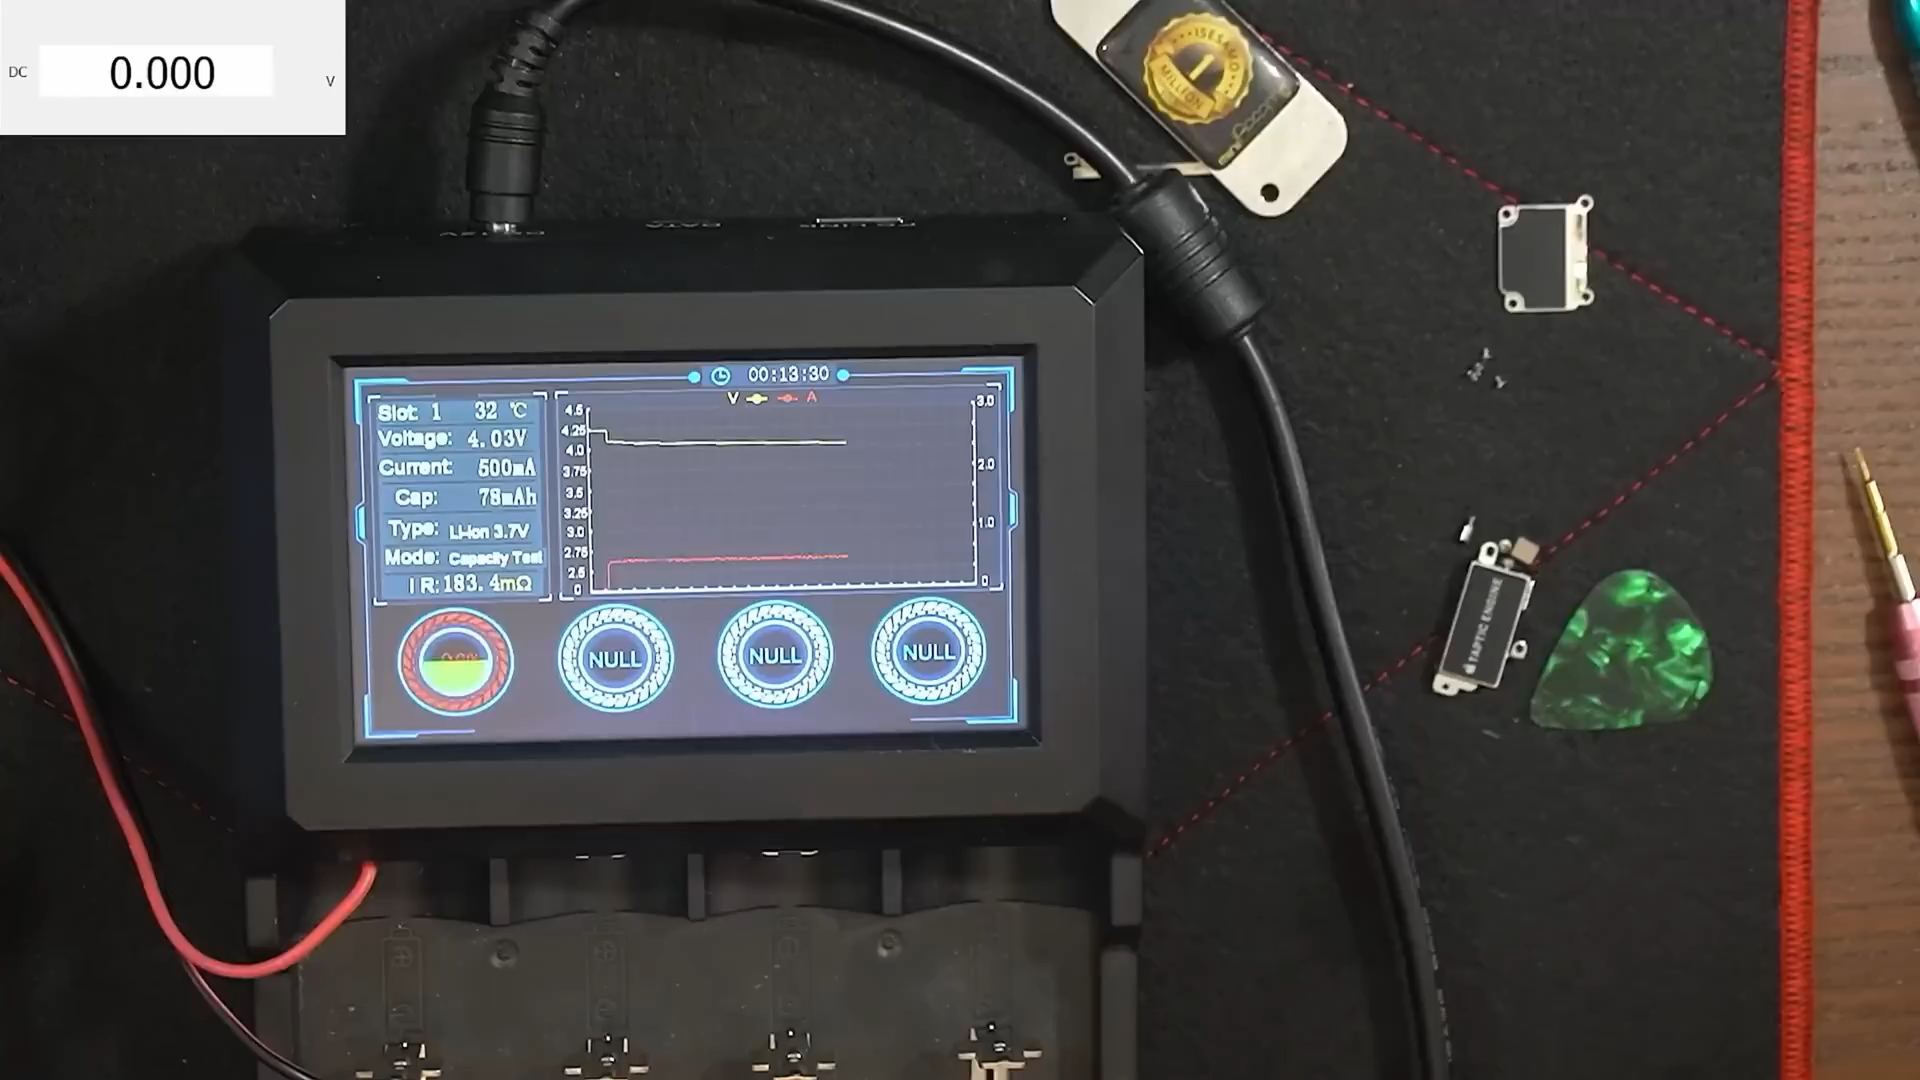 DC 0.000 V
ISESAMO
1
MILLION
00:13:30
Slot: 1 32 ℃
Voltage: 4.03V
Current: 500mA
Cap: 78mAh
Type: Li-ion 3.7V
Mode: Capacity Test
IR: 183.4mΩ
V A
4.5
4.25
4.0
3.75
3.5
3.25
3.0
2.75
2.5
0
3.0
2.0
1.0
0
NULL
NULL
NULL
TAPTIC ENGINE